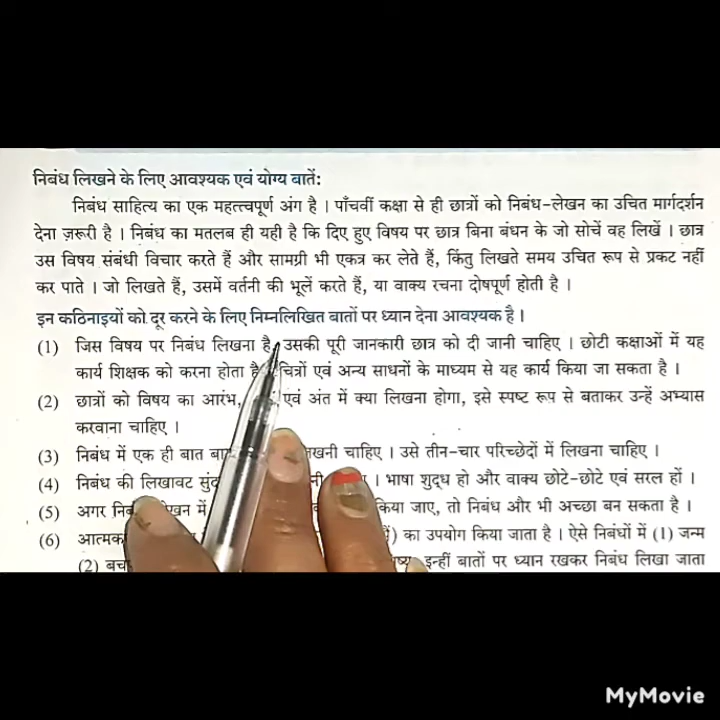 निबंध लिखने के लिए आवश्यक एवं योग्य बातें:
निबंध साहित्य का एक महत्त्वपूर्ण अंग है । पाँचवीं कक्षा से ही छात्रों को निबंध-लेखन का उचित मार्गदर्शन
देना ज़रूरी है । निबंध का मतलब ही यही है कि दिए हुए विषय पर छात्र बिना बंधन के जो सोचें वह लिखें । छात्र
उस विषय संबंधी विचार करते हैं और सामग्री भी एकत्र कर लेते हैं, किंतु लिखते समय उचित रूप से प्रकट नहीं
कर पाते । जो लिखते हैं, उसमें वर्तनी की भूलें करते हैं, या वाक्य रचना दोषपूर्ण होती है ।
इन कठिनाइयों को दूर करने के लिए निम्नलिखित बातों पर ध्यान देना आवश्यक है ।
(1) जिस विषय पर निबंध लिखना है, उसकी पूरी जानकारी छात्र को दी जानी चाहिए । छोटी कक्षाओं में यह
कार्य शिक्षक को करना होता है चित्रों एवं अन्य साधनों के माध्यम से यह कार्य किया जा सकता है ।
(2) छात्रों को विषय का आरंभ, एवं अंत में क्या लिखना होगा, इसे स्पष्ट रूप से बताकर उन्हें अभ्यास
करवाना चाहिए ।
(3) निबंध में एक ही बात चाहिए । उसे तीन-चार परिच्छेदों में लिखना चाहिए ।
(4) निबंध की लिखावट । भाषा शुद्ध हो और वाक्य छोटे-छोटे एवं सरल हों ।
(5) अगर में किया जाए, तो निबंध और भी अच्छा बन सकता है ।
(6) का उपयोग किया जाता है । ऐसे निबंधों में (1) जन्म
(2) इन्हीं बातों पर ध्यान रखकर निबंध लिखा जाता
MyMovie